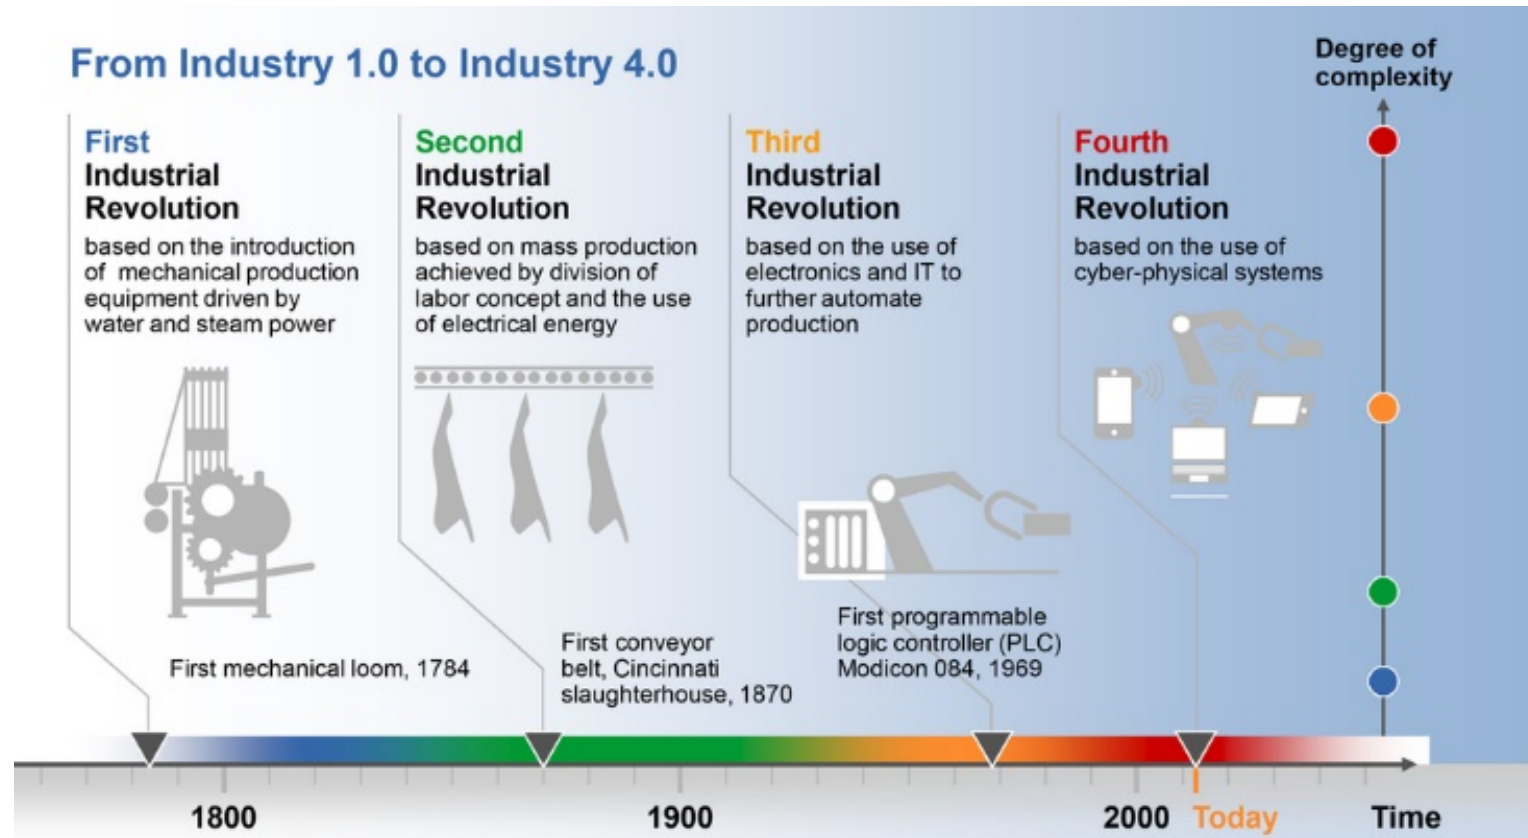 From Industry 1.0 to Industry 4.0
Degree of
complexity
First
Industrial
Revolution
based on the introduction
of mechanical production
equipment driven by
water and steam power
Second
Industrial
Revolution
based on mass production
achieved by division of
labor concept and the use
of electrical energy
Third
Industrial
Revolution
based on the use of
electronics and IT to
further automate
production
Fourth
Industrial
Revolution
based on the use of
cyber-physical systems
First mechanical loom, 1784
First conveyor
belt, Cincinnati
slaughterhouse, 1870
First programmable
logic controller (PLC)
Modicon 084, 1969
1800
1900
2000
Today
Time